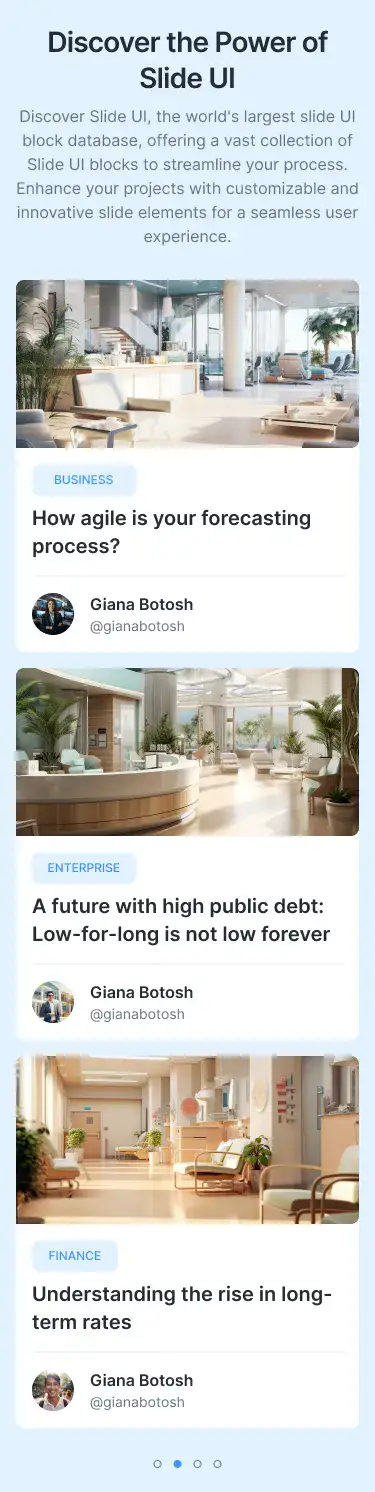 Discover the Power of
Slide UI
Discover Slide UI, the world's largest slide UI
block database, offering a vast collection of
Slide UI blocks to streamline your process.
Enhance your projects with customizable and
innovative slide elements for a seamless user
experience.
BUSINESS
How agile is your forecasting
process?
Giana Botosh
@gianabotosh
ENTERPRISE
A future with high public debt:
Low-for-long is not low forever
Giana Botosh
@gianabotosh
FINANCE
Understanding the rise in long-
term rates
Giana Botosh
@gianabotosh